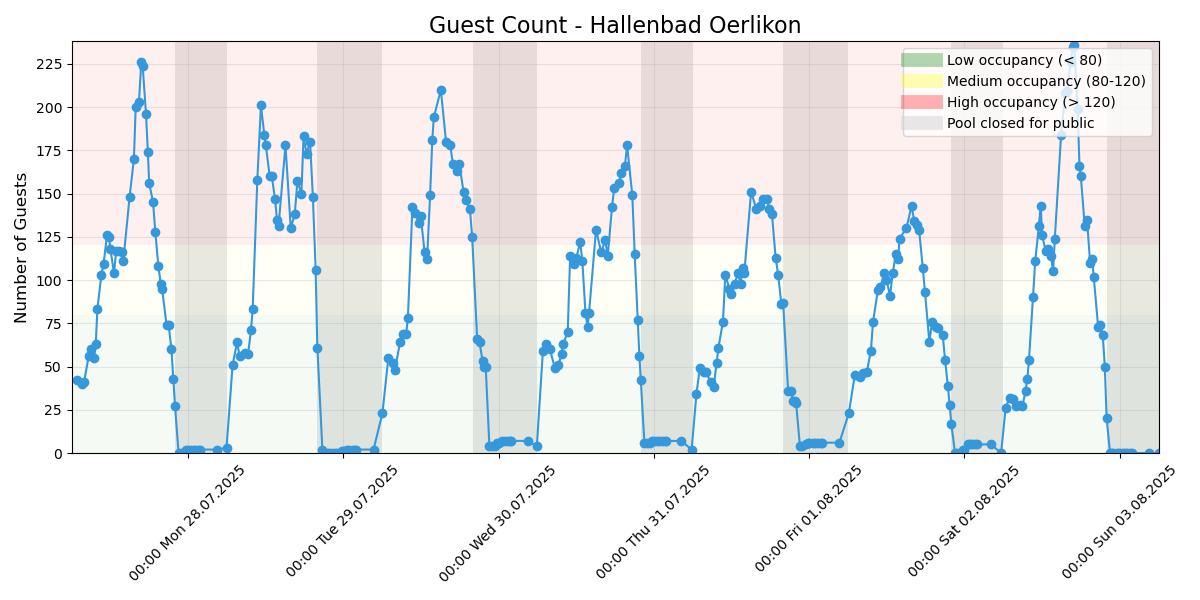 Guest Count - Hallenbad Oerlikon
Low occupancy (< 80)
Medium occupancy (80-120)
High occupancy (> 120)
Pool closed for public
Number of Guests
225
200
175
150
125
100
75
50
25
0
00:00 Mon 28.07.2025
00:00 Tue 29.07.2025
00:00 Wed 30.07.2025
00:00 Thu 31.07.2025
00:00 Fri 01.08.2025
00:00 Sat 02.08.2025
00:00 Sun 03.08.2025